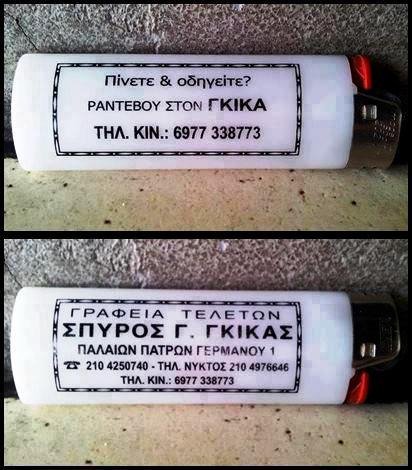 Πίνετε & οδηγείτε?
ΡΑΝΤΕΒΟΥ ΣΤΟΝ ΓΚΙΚΑ
ΤΗΛ. ΚΙΝ.: 6977 338773
ΓΡΑΦΕΙΑ ΤΕΛΕΤΩΝ
ΣΠΥΡΟΣ Γ. ΓΚΙΚΑΣ
ΠΑΛΑΙΩΝ ΠΑΤΡΩΝ ΓΕΡΜΑΝΟΥ 1
☎ 210 4250740 - ΤΗΛ. ΝΥΚΤΟΣ 210 4976646
ΤΗΛ. ΚΙΝ.: 6977 338773